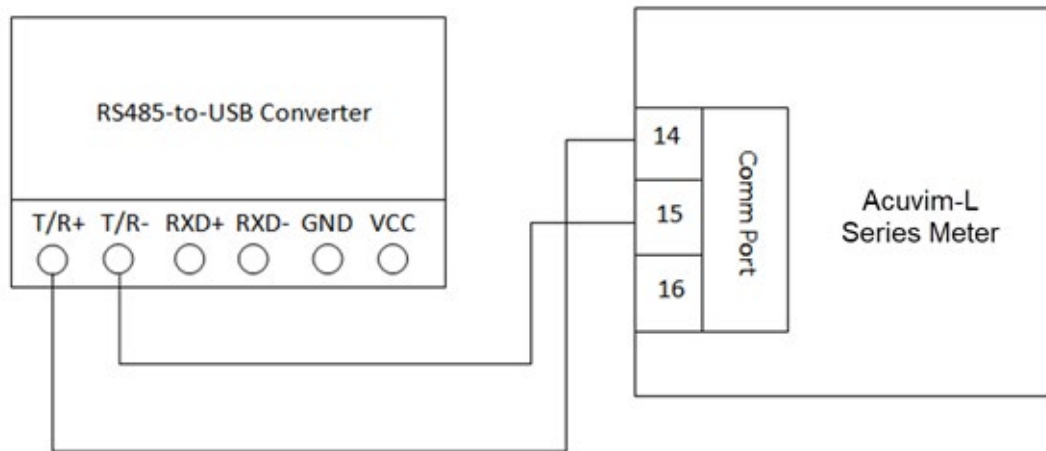 RS485-to-USB Converter
T/R+ T/R- RXD+ RXD- GND VCC
14
15
16
Comm Port
Acuvim-L
Series Meter